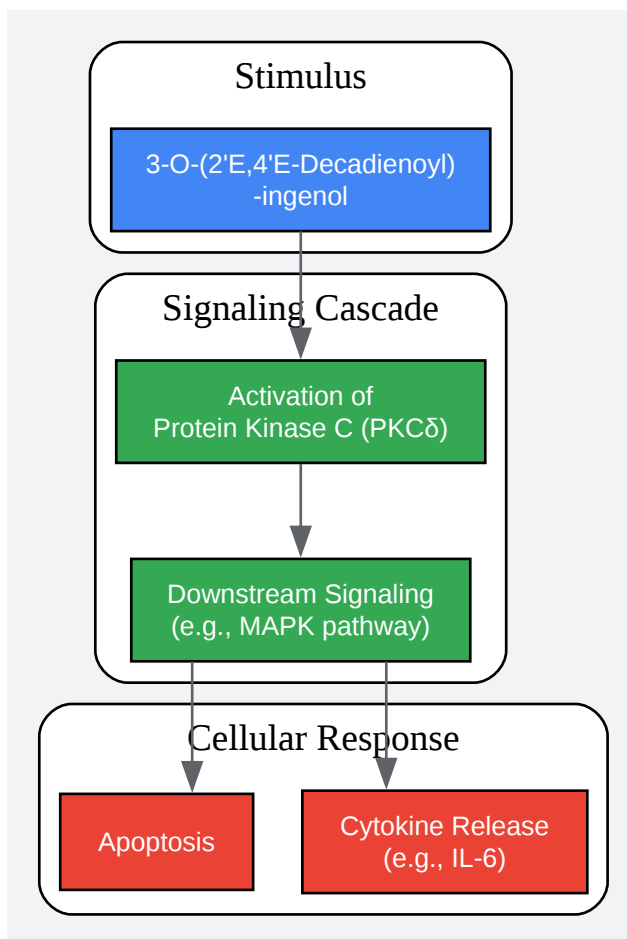 Stimulus
3-O-(2'E,4'E-Decadienoyl)
-ingenol
Signaling Cascade
Activation of
Protein Kinase C (PKCδ)
Downstream Signaling
(e.g., MAPK pathway)
Cellular Response
Apoptosis
Cytokine Release
(e.g., IL-6)